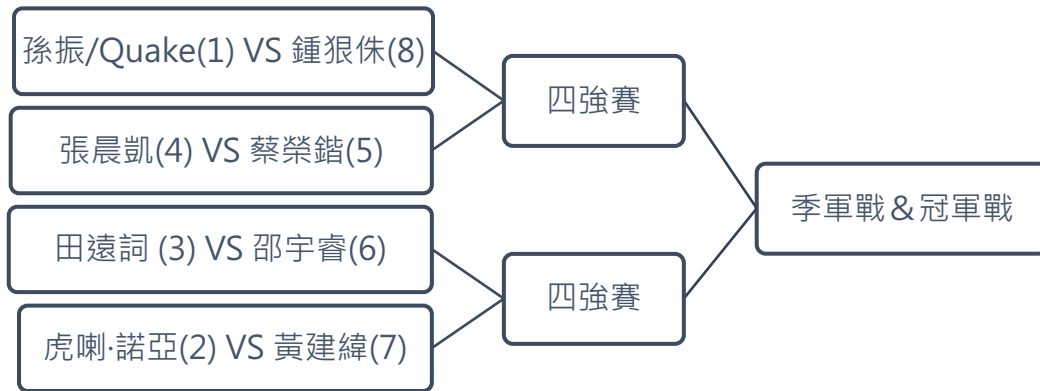 孫振/Quake(1) VS 鍾狠侏(8)
張晨凱(4) VS 蔡榮鍇(5)
田遠詞 (3) VS 邵宇睿(6)
虎喇·諾亞(2) VS 黃建緯(7)
四強賽
四強賽
季軍戰＆冠軍戰